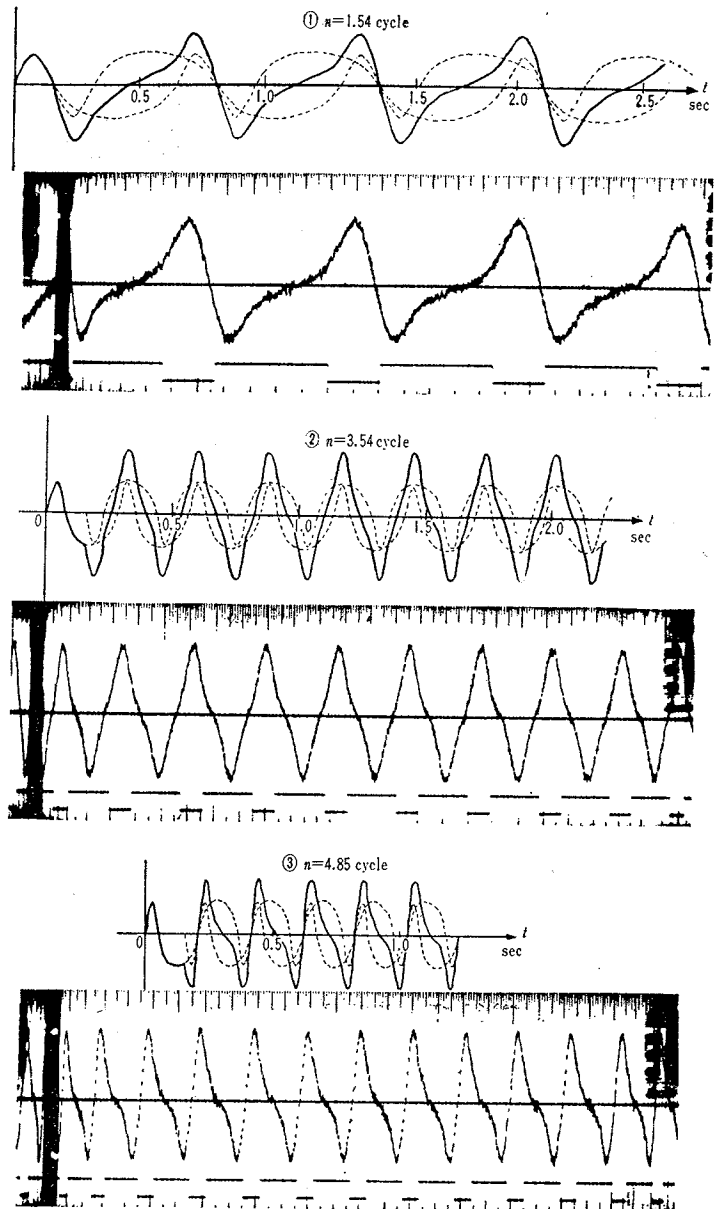 ① n=1.54 cycle
0.5 1.0 1.5 2.0 2.5 t
sec
② n=3.54 cycle
0 0.5 1.0 1.5 2.0 t
sec
③ n=4.85 cycle
0 0.5 1.0 t
sec